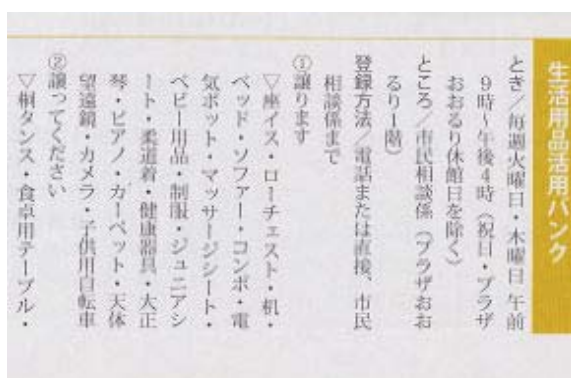 生活用品活用バンク
とき／毎週火曜日・木曜日 午前
9時～午後4時（祝日・プラザ
おおるり休館日を除く）
ところ／市民相談係（プラザおお
るり1階）
登録方法／電話または直接、市民
相談係まで
①譲ります
▽座イス・ローチェスト・机・
ベッド・ソファー・コンポ・電
気ポット・マッサージシート・
ベビー用品・制服・ジュニアシ
ート・柔道着・健康器具・大正
琴・ピアノ・カーペット・天体
望遠鏡・カメラ・子供用自転車
②譲ってください
▽桐タンス・食卓用テーブル・